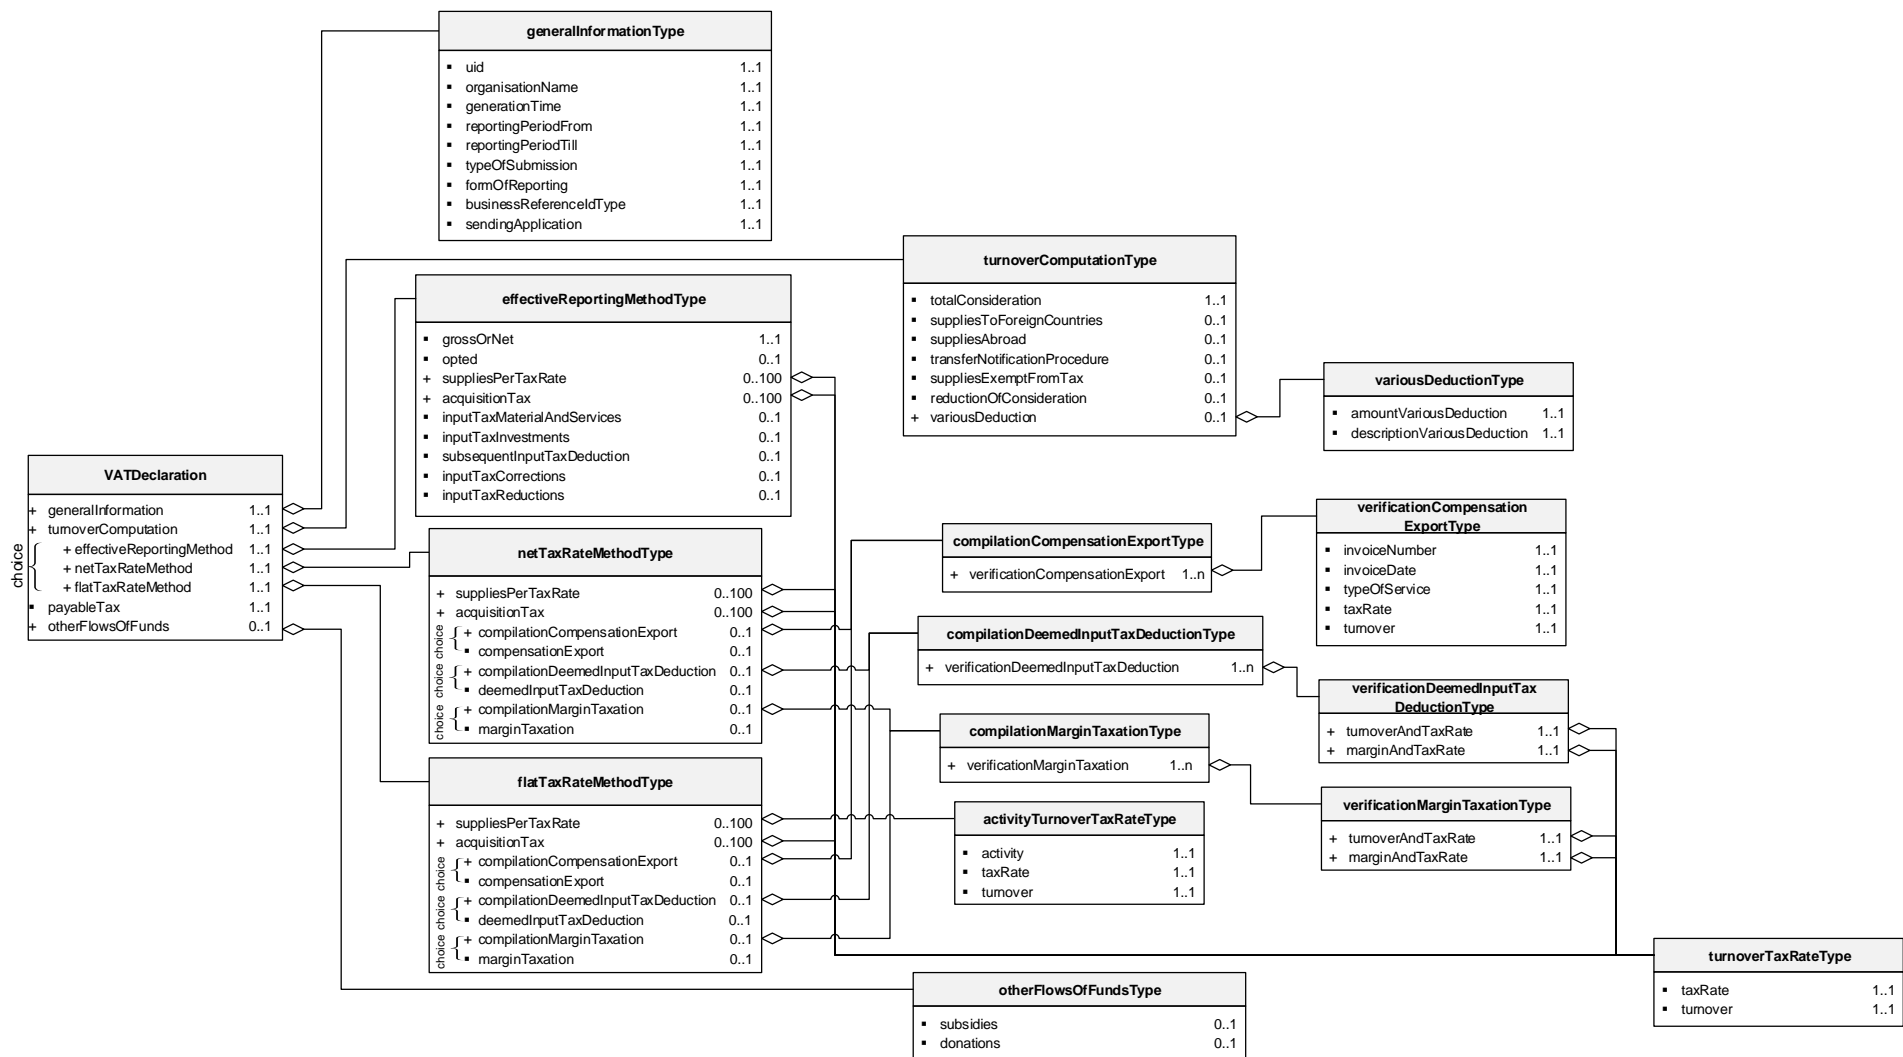 generalInformationType
▪ uid 1..1
▪ organisationName 1..1
▪ generationTime 1..1
▪ reportingPeriodFrom 1..1
▪ reportingPeriodTill 1..1
▪ typeOfSubmission 1..1
▪ formOfReporting 1..1
▪ businessReferenceIdType 1..1
▪ sendingApplication 1..1
turnoverComputationType
▪ totalConsideration 1..1
▪ suppliesToForeignCountries 0..1
▪ suppliesAbroad 0..1
▪ transferNotificationProcedure 0..1
▪ suppliesExemptFromTax 0..1
▪ reductionOfConsideration 0..1
+ variousDeduction 0..1
effectiveReportingMethodType
▪ grossOrNet 1..1
▪ opted 0..1
+ suppliesPerTaxRate 0..100
+ acquisitionTax 0..100
▪ inputTaxMaterialAndServices 0..1
▪ inputTaxInvestments 0..1
▪ subsequentInputTaxDeduction 0..1
▪ inputTaxCorrections 0..1
▪ inputTaxReductions 0..1
variousDeductionType
▪ amountVariousDeduction 1..1
▪ descriptionVariousDeduction 1..1
VATDeclaration
+ generalInformation 1..1
+ turnoverComputation 1..1
choice
+ effectiveReportingMethod 1..1
+ netTaxRateMethod 1..1
+ flatTaxRateMethod 1..1
▪ payableTax 1..1
+ otherFlowsOfFunds 0..1
netTaxRateMethodType
+ suppliesPerTaxRate 0..100
+ acquisitionTax 0..100
choice
+ compilationCompensationExport 0..1
▪ compensationExport 0..1
choice
+ compilationDeemedInputTaxDeduction 0..1
▪ deemedInputTaxDeduction 0..1
choice
+ compilationMarginTaxation 0..1
▪ marginTaxation 0..1
compilationCompensationExportType
+ verificationCompensationExport 1..n
verificationCompensation
ExportType
▪ invoiceNumber 1..1
▪ invoiceDate 1..1
▪ typeOfService 1..1
▪ taxRate 1..1
▪ turnover 1..1
compilationDeemedInputTaxDeductionType
+ verificationDeemedInputTaxDeduction 1..n
verificationDeemedInputTax
DeductionType
+ turnoverAndTaxRate 1..1
+ marginAndTaxRate 1..1
compilationMarginTaxationType
+ verificationMarginTaxation 1..n
verificationMarginTaxationType
+ turnoverAndTaxRate 1..1
+ marginAndTaxRate 1..1
flatTaxRateMethodType
+ suppliesPerTaxRate 0..100
+ acquisitionTax 0..100
choice
+ compilationCompensationExport 0..1
▪ compensationExport 0..1
choice
+ compilationDeemedInputTaxDeduction 0..1
▪ deemedInputTaxDeduction 0..1
choice
+ compilationMarginTaxation 0..1
▪ marginTaxation 0..1
activityTurnoverTaxRateType
▪ activity 1..1
▪ taxRate 1..1
▪ turnover 1..1
turnoverTaxRateType
▪ taxRate 1..1
▪ turnover 1..1
otherFlowsOfFundsType
▪ subsidies 0..1
▪ donations 0..1